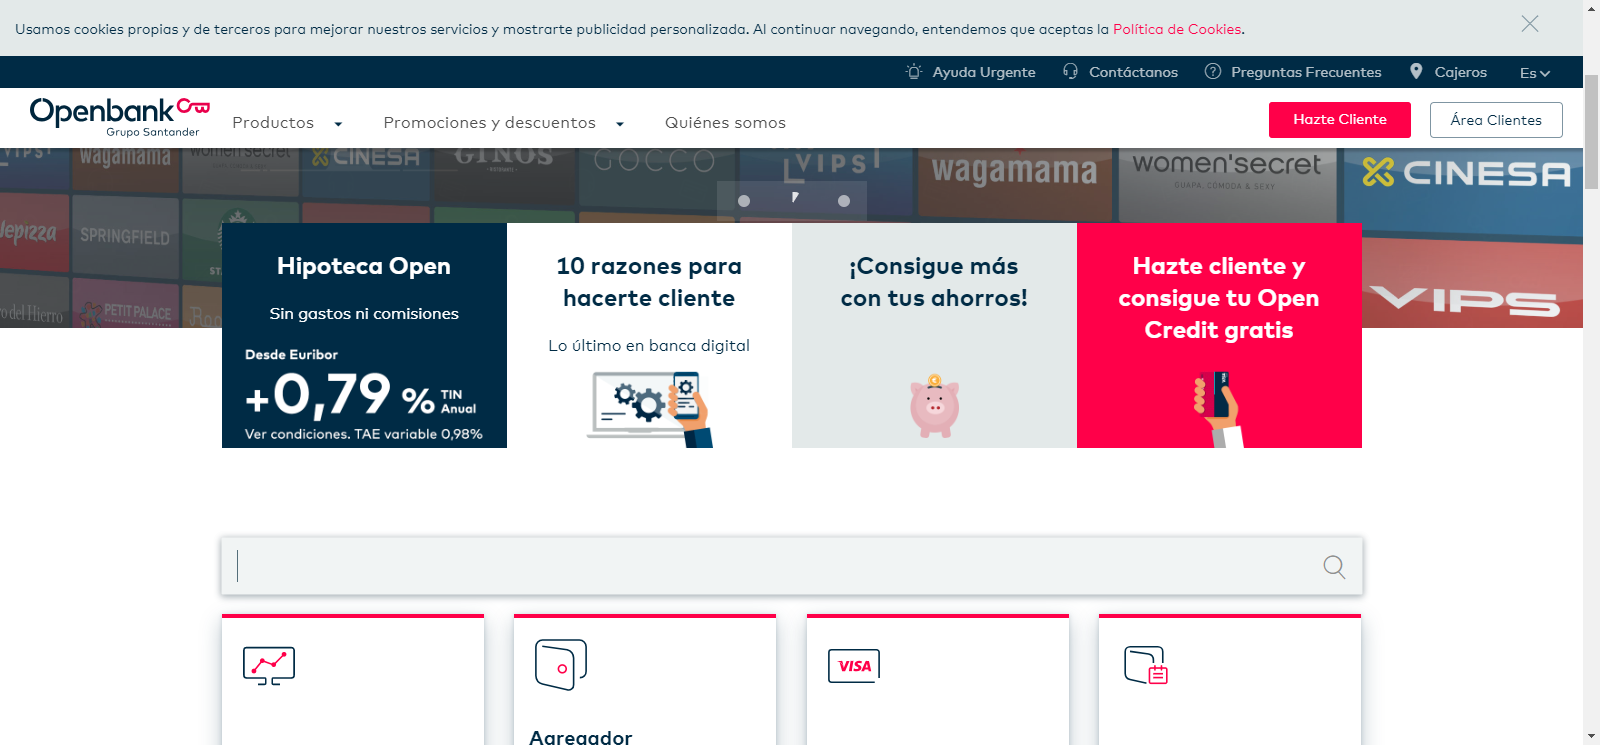 Usamos cookies propias y de terceros para mejorar nuestros servicios y mostrarte publicidad personalizada. Al continuar navegando, entendemos que aceptas la Política de Cookies.
Ayuda Urgente Contáctanos Preguntas Frecuentes Cajeros Es
Openbank
Grupo Santander
Productos Promociones y descuentos Quiénes somos
Hazte Cliente
Área Clientes
VIPS wagamama women'secret CINESA GINOS GOCCO VIPS wagamama women'secret CINESA
RISTORANTE
GUAPA, COMODA & SEXY
lepizza SPRINGFIELD
ro del Hierro PETIT PALACE
VIPS
Hipoteca Open
Sin gastos ni comisiones
Desde Euribor
+0,79 % TIN Anual
Ver condiciones. TAE variable 0,98%
10 razones para
hacerte cliente
Lo último en banca digital
¡Consigue más
con tus ahorros!
€
Hazte cliente y
consigue tu Open
Credit gratis
VISA
VISA
Agregador